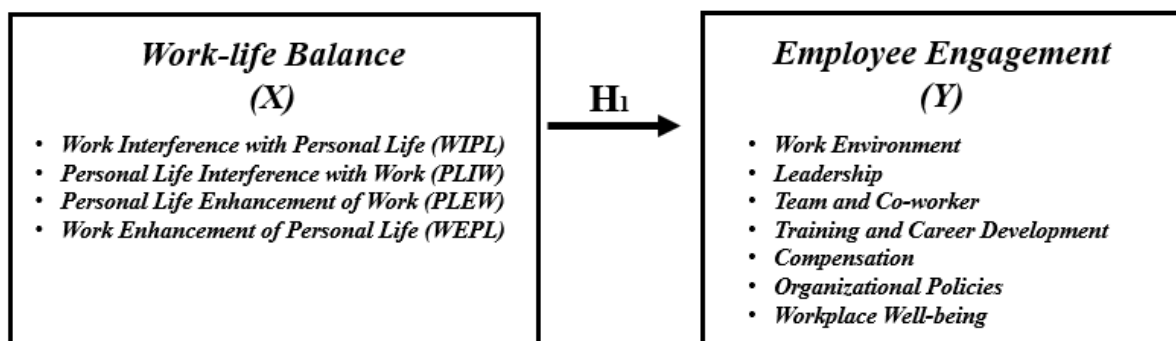 Work-life Balance
(X)
• Work Interference with Personal Life (WIPL)
• Personal Life Interference with Work (PLIW)
• Personal Life Enhancement of Work (PLEW)
• Work Enhancement of Personal Life (WEPL)
H1
Employee Engagement
(Y)
• Work Environment
• Leadership
• Team and Co-worker
• Training and Career Development
• Compensation
• Organizational Policies
• Workplace Well-being